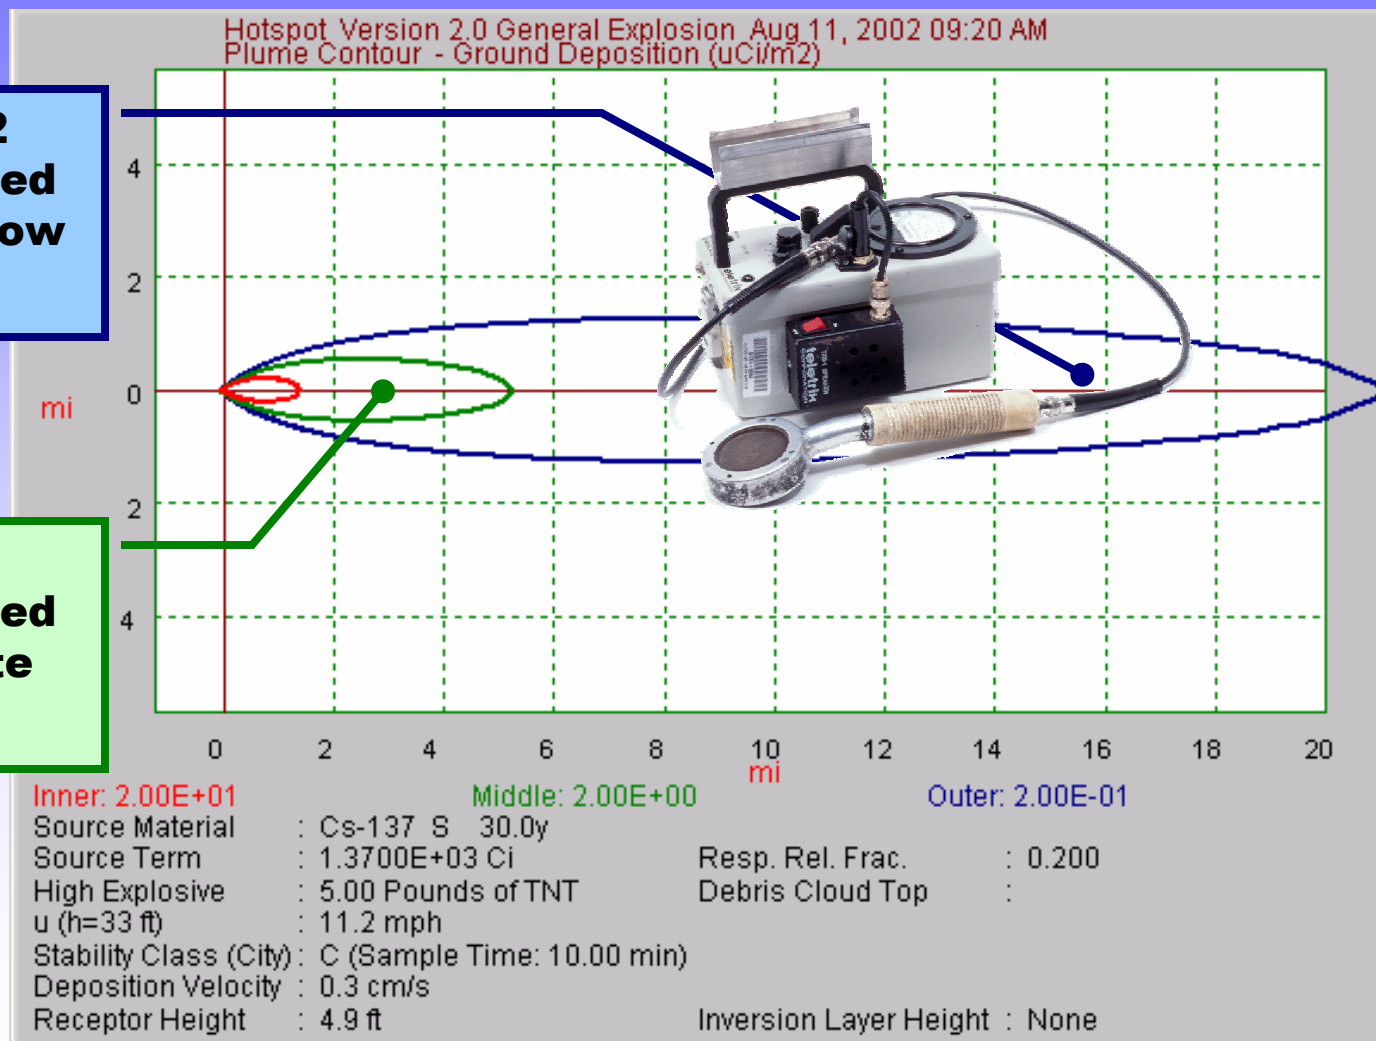 Hotspot Version 2.0 General Explosion Aug 11, 2002 09:20 AM
Plume Contour - Ground Deposition (uCi/m2)
2
ed
ow
ed
te
4
2
0
mi
2
4
0 2 4 6 8 10 12 14 16 18 20
mi
teletrix
Inner: 2.00E+01 Middle: 2.00E+00 Outer: 2.00E-01
Source Material : Cs-137 S 30.0y
Source Term : 1.3700E+03 Ci Resp. Rel. Frac. : 0.200
High Explosive : 5.00 Pounds of TNT Debris Cloud Top :
u (h=33 ft) : 11.2 mph
Stability Class (City) : C (Sample Time: 10.00 min)
Deposition Velocity : 0.3 cm/s
Receptor Height : 4.9 ft Inversion Layer Height : None